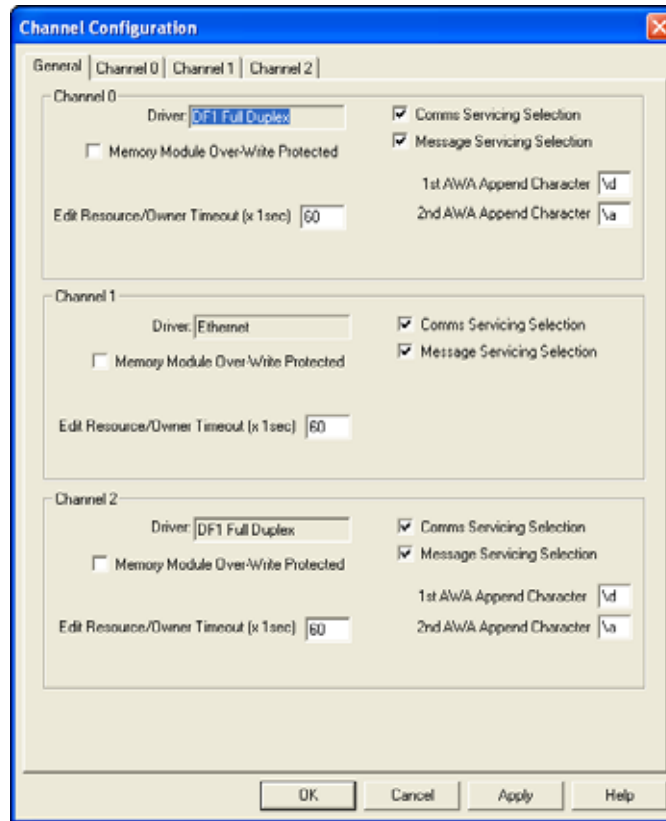 Channel Configuration
General Channel 0 Channel 1 Channel 2
Channel 0
Driver: DF1 Full Duplex
Comms Servicing Selection
Memory Module Over-Write Protected
Message Servicing Selection
1st AWA Append Character \d
Edit Resource/Owner Timeout (x 1sec) 60
2nd AWA Append Character \a
Channel 1
Driver: Ethernet
Comms Servicing Selection
Memory Module Over-Write Protected
Message Servicing Selection
Edit Resource/Owner Timeout (x 1sec) 60
Channel 2
Driver: DF1 Full Duplex
Comms Servicing Selection
Memory Module Over-Write Protected
Message Servicing Selection
1st AWA Append Character \d
Edit Resource/Owner Timeout (x 1sec) 60
2nd AWA Append Character \a
OK Cancel Apply Help